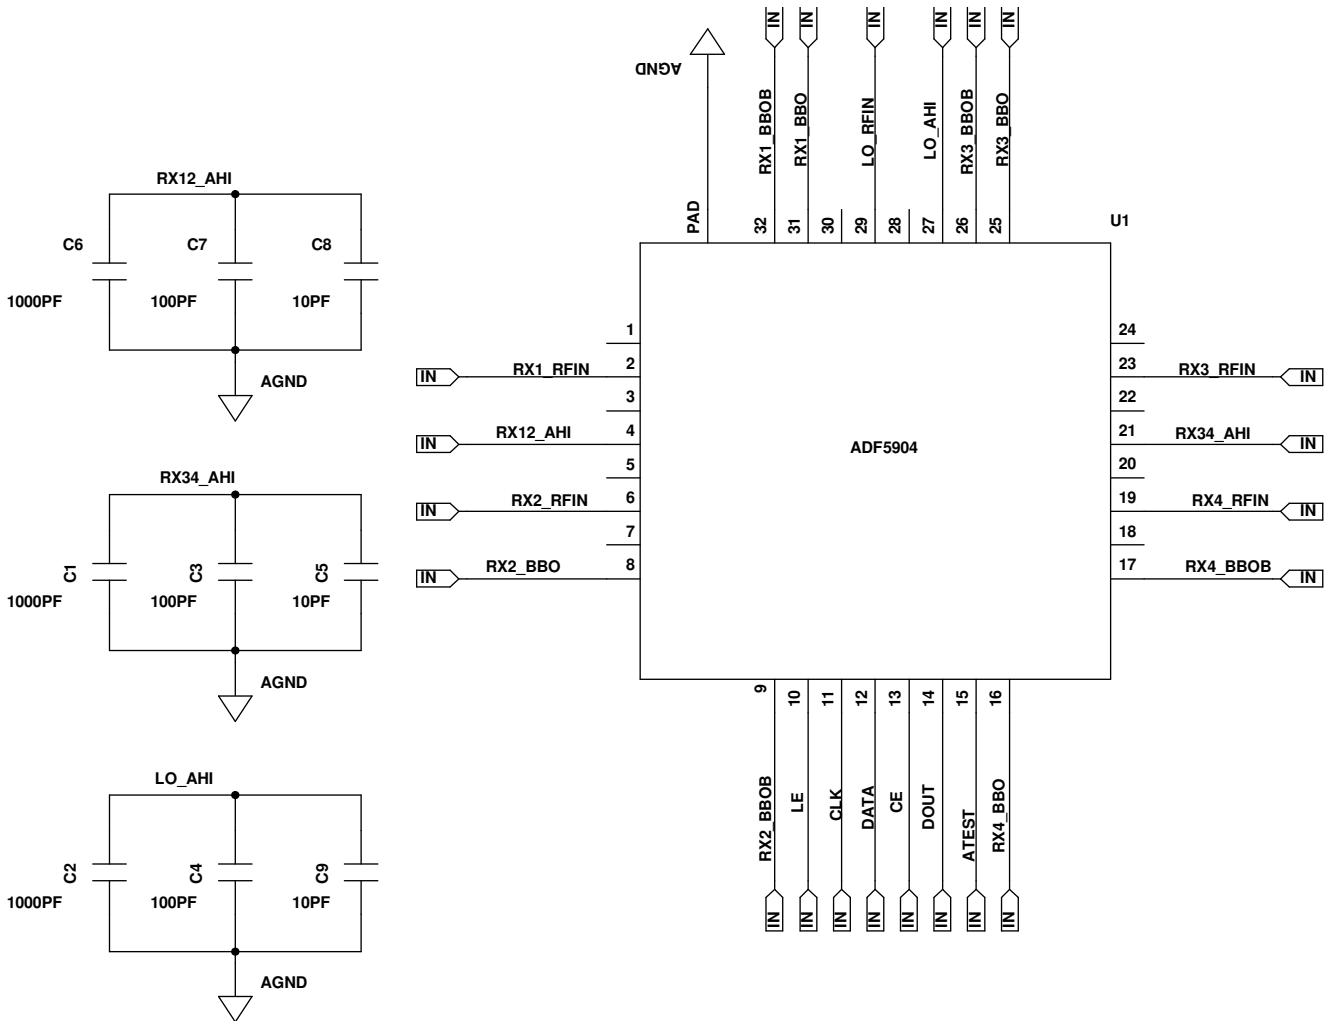 IN
IN
IN
IN
IN
IN
AGND
RX1_BBOB
RX1_BBO
LO_RFIN
LO_AHI
RX3_BBOB
RX3_BBO
PAD
32
31
30
29
28
27
26
25
U1
RX12_AHI
C6
C7
C8
1000PF
100PF
10PF
AGND
RX34_AHI
C1
C3
C5
1000PF
100PF
10PF
AGND
LO_AHI
C2
C4
C9
1000PF
100PF
10PF
AGND
1
IN RX1_RFIN 2
3
IN RX12_AHI 4
5
IN RX2_RFIN 6
7
IN RX2_BBO 8
ADF5904
24
23 RX3_RFIN IN
22
21 RX34_AHI IN
20
19 RX4_RFIN IN
18
17 RX4_BBOB IN
9
10
11
12
13
14
15
16
RX2_BBOB
LE
CLK
DATA
CE
DOUT
ATEST
RX4_BBO
IN
IN
IN
IN
IN
IN
IN
IN